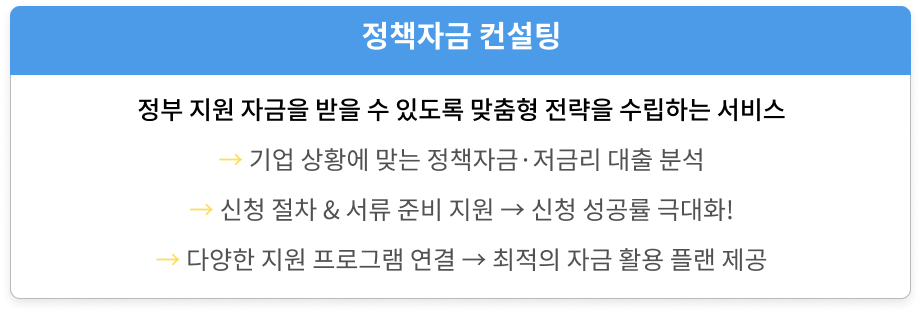 정책자금 컨설팅
정부 지원 자금을 받을 수 있도록 맞춤형 전략을 수립하는 서비스
→ 기업 상황에 맞는 정책자금·저금리 대출 분석
→ 신청 절차 & 서류 준비 지원 → 신청 성공률 극대화!
→ 다양한 지원 프로그램 연결 → 최적의 자금 활용 플랜 제공